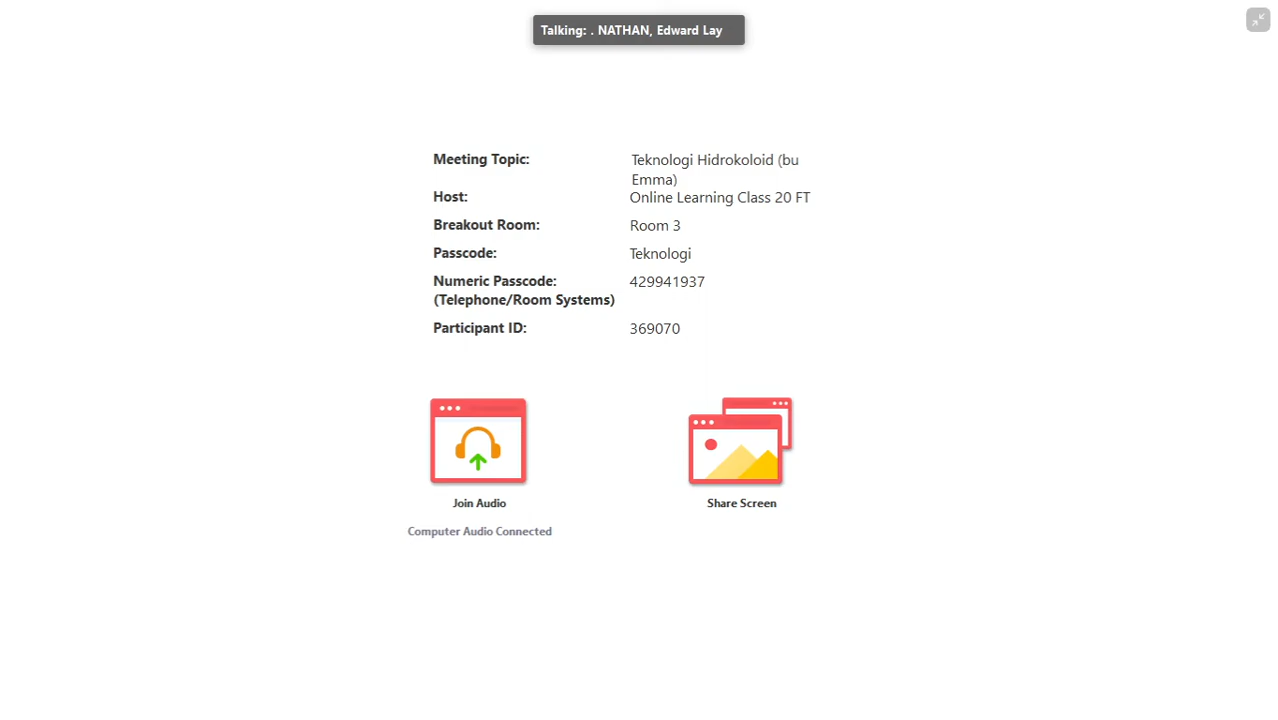 Talking: . NATHAN, Edward Lay
Meeting Topic: Teknologi Hidrokoloid (bu
Emma)
Host: Online Learning Class 20 FT
Breakout Room: Room 3
Passcode: Teknologi
Numeric Passcode: 429941937
(Telephone/Room Systems)
Participant ID: 369070
Join Audio
Share Screen
Computer Audio Connected